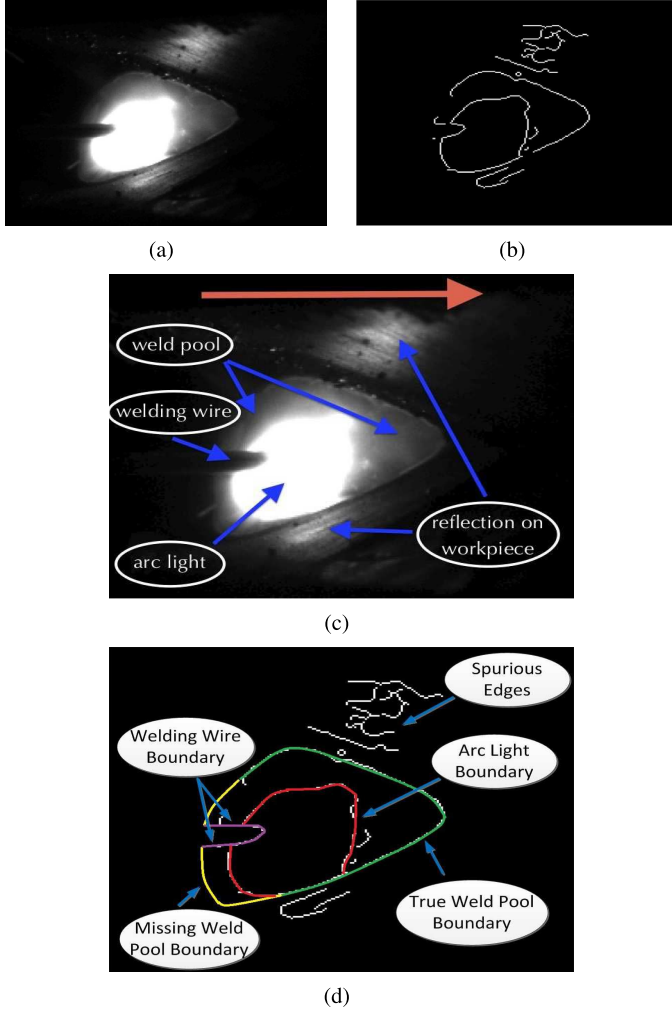 (a)
(b)
weld pool
welding wire
arc light
reflection on
workpiece
(c)
Spurious
Edges
Welding Wire
Boundary
Arc Light
Boundary
True Weld Pool
Boundary
Missing Weld
Pool Boundary
(d)